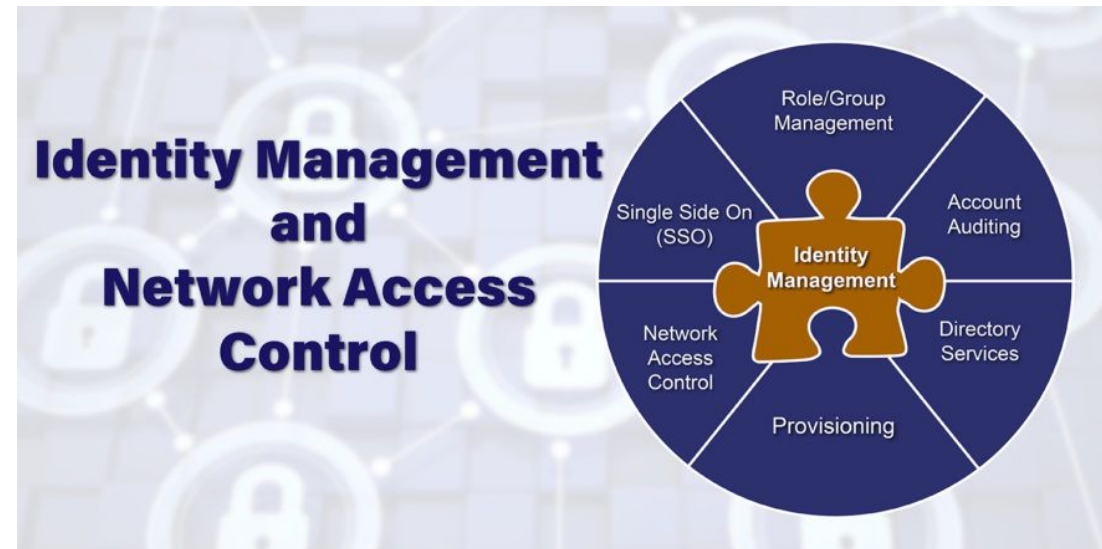 Identity Management
and
Network Access
Control
Role/Group
Management
Account
Auditing
Directory
Services
Provisioning
Network
Access
Control
Single Side On
(SSO)
Identity
Management